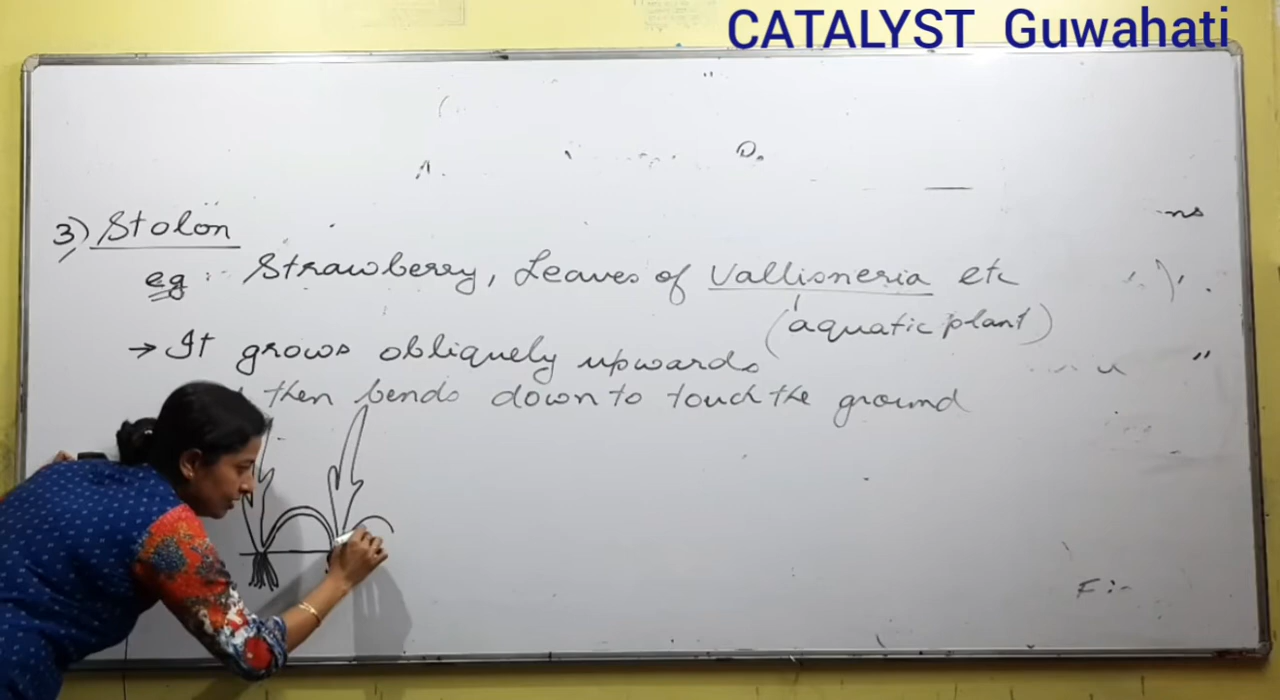 CATALYST Guwahati
3) Stolon
eg :- Strawberry, Leaves of Vallisneria etc
(aquatic plant)
→ It grows obliquely upwards
then bends down to touch the ground
F :-